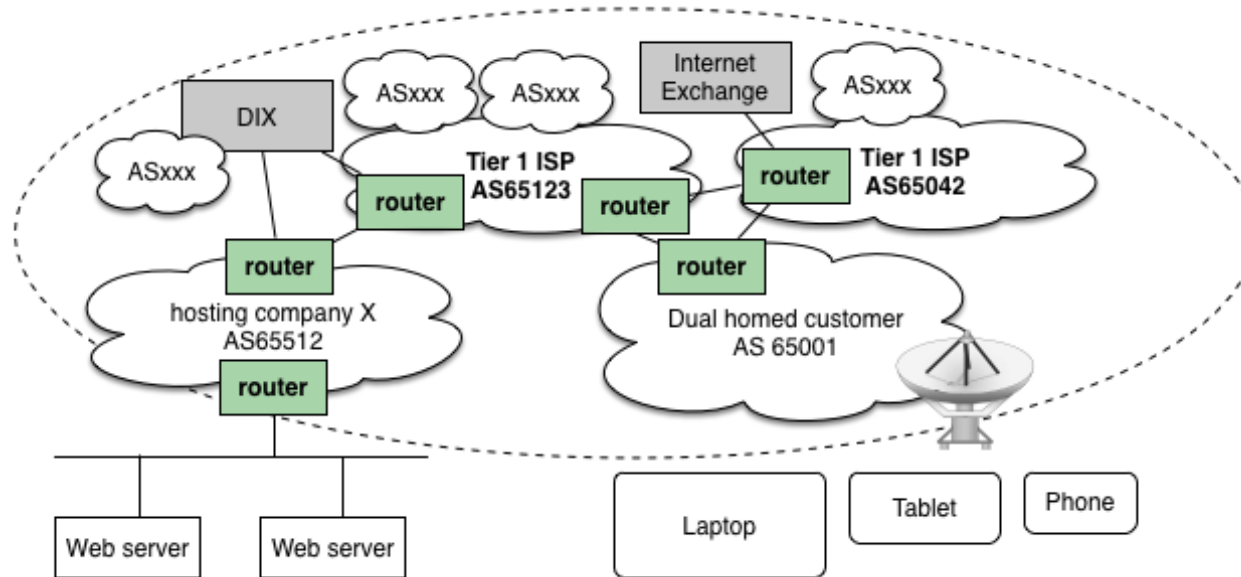 Internet
Exchange
ASxxx
ASxxx
ASxxx
DIX
ASxxx
Tier 1 ISP
AS65123
Tier 1 ISP
AS65042
router
router
router
router
router
hosting company X
AS65512
Dual homed customer
AS 65001
router
Web server
Web server
Laptop
Tablet
Phone